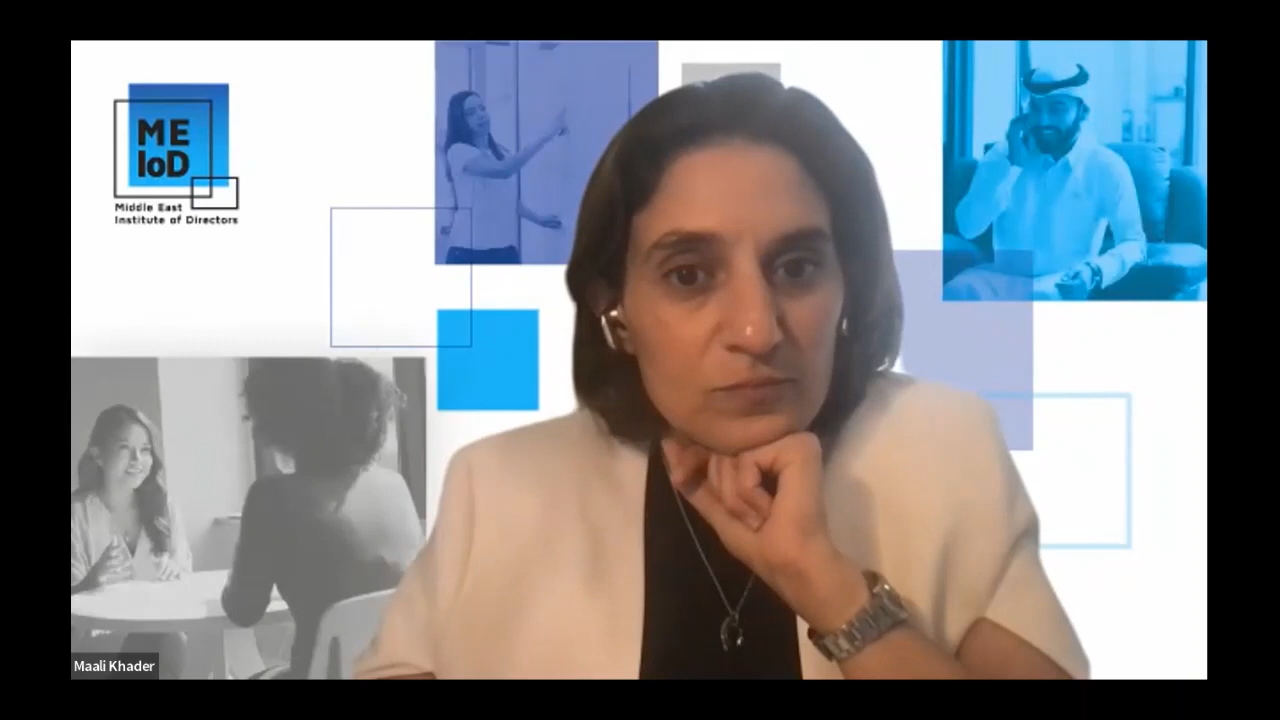 ME
IoD
Middle East
Institute of Directors
Maali Khader